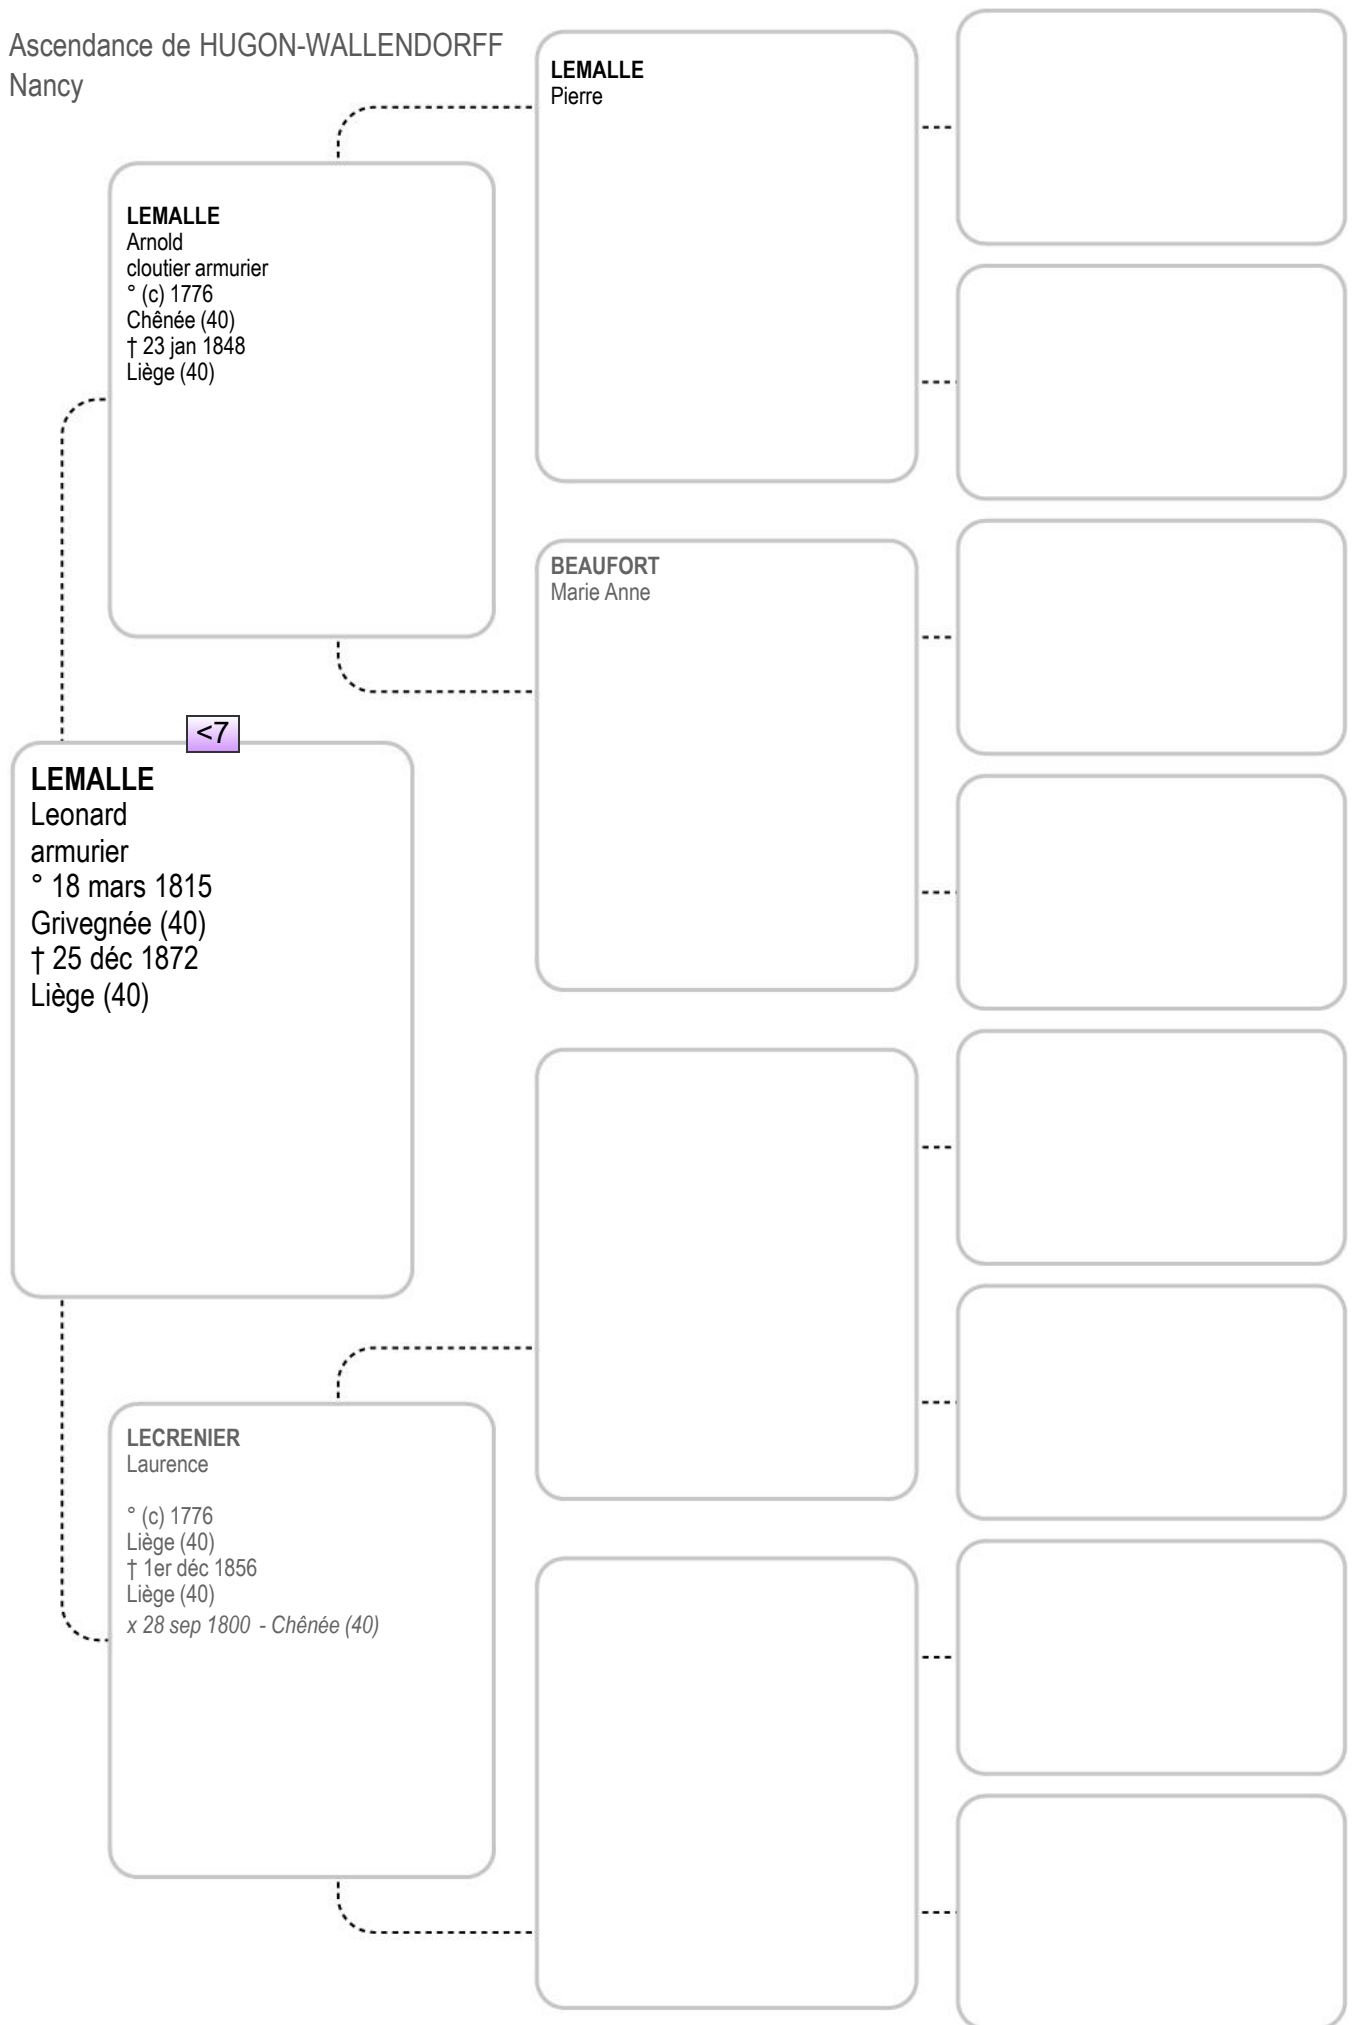 Ascendance de HUGON-WALLENDORFF
Nancy
LEMALLE
Pierre
LEMALLE
Arnold
cloutier armurier
° (c) 1776
Chênée (40)
† 23 jan 1848
Liège (40)
BEAUFORT
Marie Anne
<7
LEMALLE
Leonard
armurier
° 18 mars 1815
Grivegnée (40)
† 25 déc 1872
Liège (40)
LECRENIER
Laurence
° (c) 1776
Liège (40)
† 1er déc 1856
Liège (40)
x 28 sep 1800 - Chênée (40)